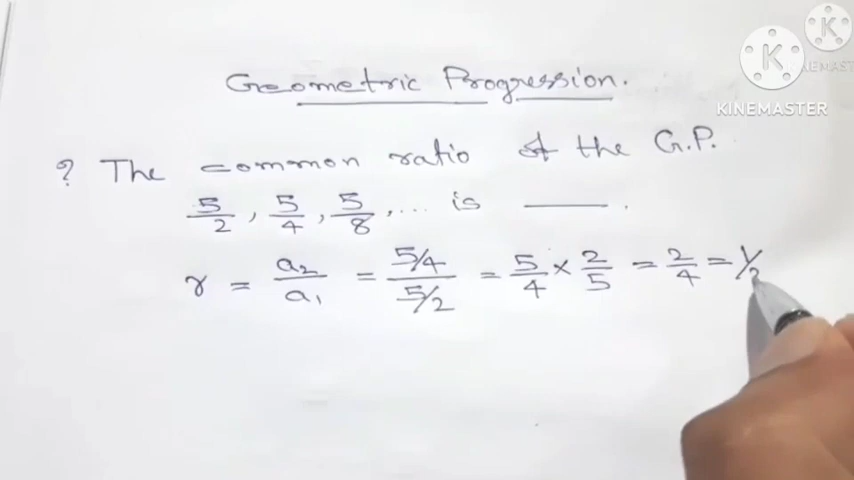 K
KINEMASTER
K
KINEMASTER
Geometric Progression.
? The common ratio of the G.P.
5/2, 5/4, 5/8, ... is ____.
r = a₂/a₁ = (5/4)/(5/2) = 5/4 × 2/5 = 2/4 = 1/2